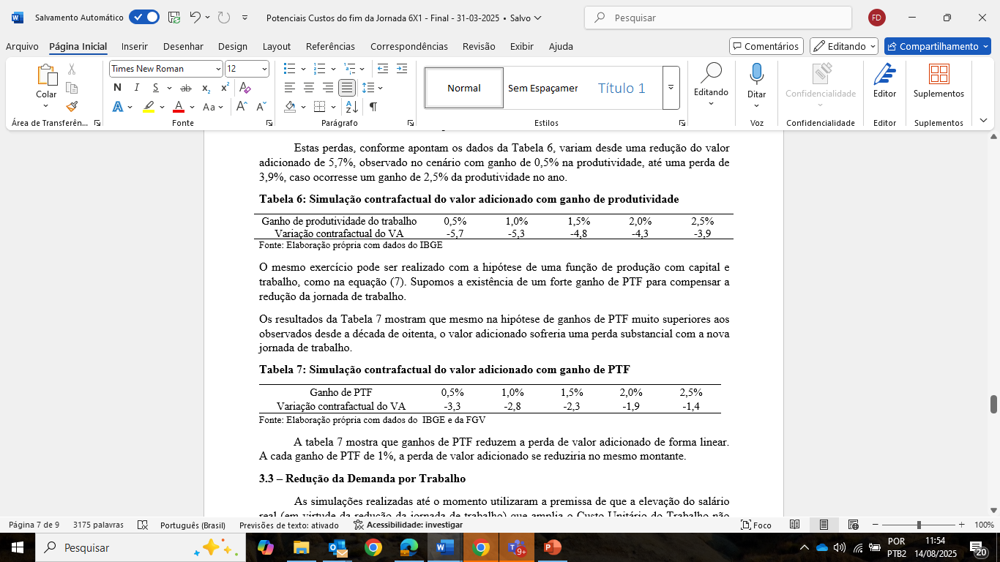 Salvamento Automático
Potenciais Custos do fim da Jornada 6X1 - Final - 31-03-2025 • Salvo
Pesquisar
FD
Arquivo Página Inicial Inserir Desenhar Design Layout Referências Correspondências Revisão Exibir Ajuda
Comentários Editando Compartilhamento
Colar
Área de Transferên...
Times New Roman 12
N I S ab x₂ x²
A A Aa A A
Fonte
Parágrafo
Normal Sem Espaçamer Título 1
Estilos
Editando
Ditar
Voz
Confidencialidade
Confidencialidade
Editor
Editor
Suplementos
Suplementos
Estas perdas, conforme apontam os dados da Tabela 6, variam desde uma redução do valor
adicionado de 5,7%, observado no cenário com ganho de 0,5% na produtividade, até uma perda de
3,9%, caso ocorresse um ganho de 2,5% da produtividade no ano.
Tabela 6: Simulação contrafactual do valor adicionado com ganho de produtividade
Ganho de produtividade do trabalho 0,5% 1,0% 1,5% 2,0% 2,5%
Variação contrafactual do VA -5,7 -5,3 -4,8 -4,3 -3,9
Fonte: Elaboração própria com dados do IBGE
O mesmo exercício pode ser realizado com a hipótese de uma função de produção com capital e
trabalho, como na equação (7). Supomos a existência de um forte ganho de PTF para compensar a
redução da jornada de trabalho.
Os resultados da Tabela 7 mostram que mesmo na hipótese de ganhos de PTF muito superiores aos
observados desde a década de oitenta, o valor adicionado sofreria uma perda substancial com a nova
jornada de trabalho.
Tabela 7: Simulação contrafactual do valor adicionado com ganho de PTF
Ganho de PTF 0,5% 1,0% 1,5% 2,0% 2,5%
Variação contrafactual do VA -3,3 -2,8 -2,3 -1,9 -1,4
Fonte: Elaboração própria com dados do IBGE e da FGV
A tabela 7 mostra que ganhos de PTF reduzem a perda de valor adicionado de forma linear.
A cada ganho de PTF de 1%, a perda de valor adicionado se reduziria no mesmo montante.
3.3 – Redução da Demanda por Trabalho
As simulações realizadas até o momento utilizaram a premissa de que a elevação do salário
real (em virtude da redução da jornada de trabalho) que amplia o Custo Unitário do Trabalho não
Página 7 de 9 3175 palavras Português (Brasil) Previsões de texto: ativado Acessibilidade: investigar Foco 100%
Pesquisar
9+
POR
PTB2
11:54
14/08/2025
20